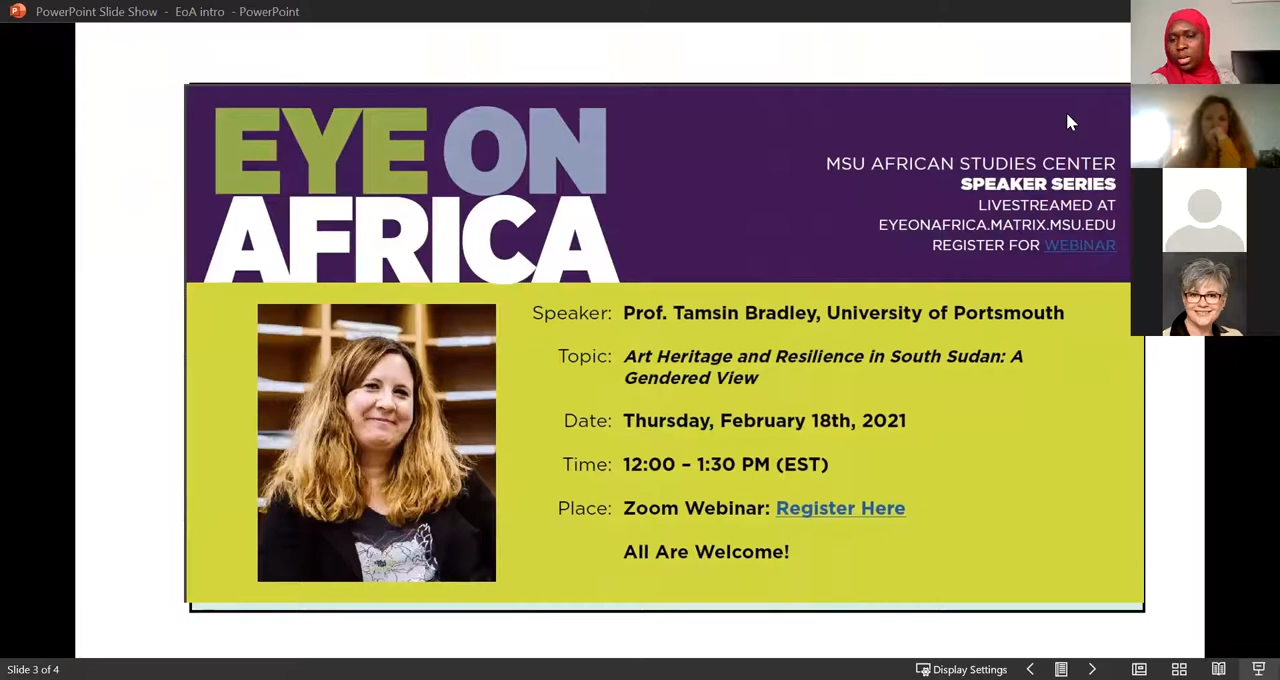 PowerPoint Slide Show - EoA intro - PowerPoint
EYE ON
AFRICA
MSU AFRICAN STUDIES CENTER
SPEAKER SERIES
LIVESTREAMED AT
EYEONAFRICA.MATRIX.MSU.EDU
REGISTER FOR WEBINAR
Speaker: Prof. Tamsin Bradley, University of Portsmouth
Topic: Art Heritage and Resilience in South Sudan: A
Gendered View
Date: Thursday, February 18th, 2021
Time: 12:00 – 1:30 PM (EST)
Place: Zoom Webinar: Register Here
All Are Welcome!
Slide 3 of 4
Display Settings